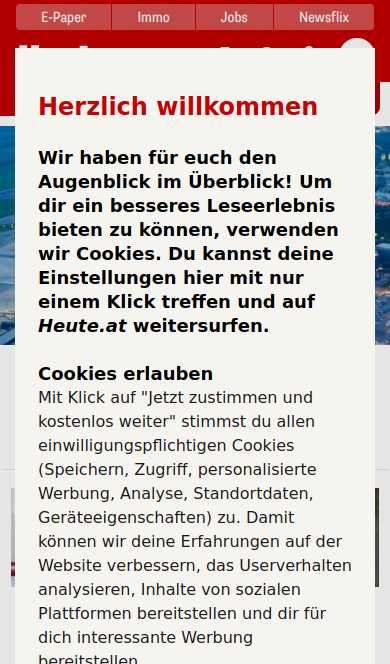 E-Paper
Immo
Jobs
Newsflix
Herzlich willkommen
Wir haben für euch den
Augenblick im Überblick! Um
dir ein besseres Leseerlebnis
bieten zu können, verwenden
wir Cookies. Du kannst deine
Einstellungen hier mit nur
einem Klick treffen und auf
Heute.at weitersurfen.
Cookies erlauben
Mit Klick auf "Jetzt zustimmen und
kostenlos weiter" stimmst du allen
einwilligungspflichtigen Cookies
(Speichern, Zugriff, personalisierte
Werbung, Analyse, Standortdaten,
Geräteeigenschaften) zu. Damit
können wir deine Erfahrungen auf der
Website verbessern, das Userverhalten
analysieren, Inhalte von sozialen
Plattformen bereitstellen und dir für
dich interessante Werbung
bereitstellen